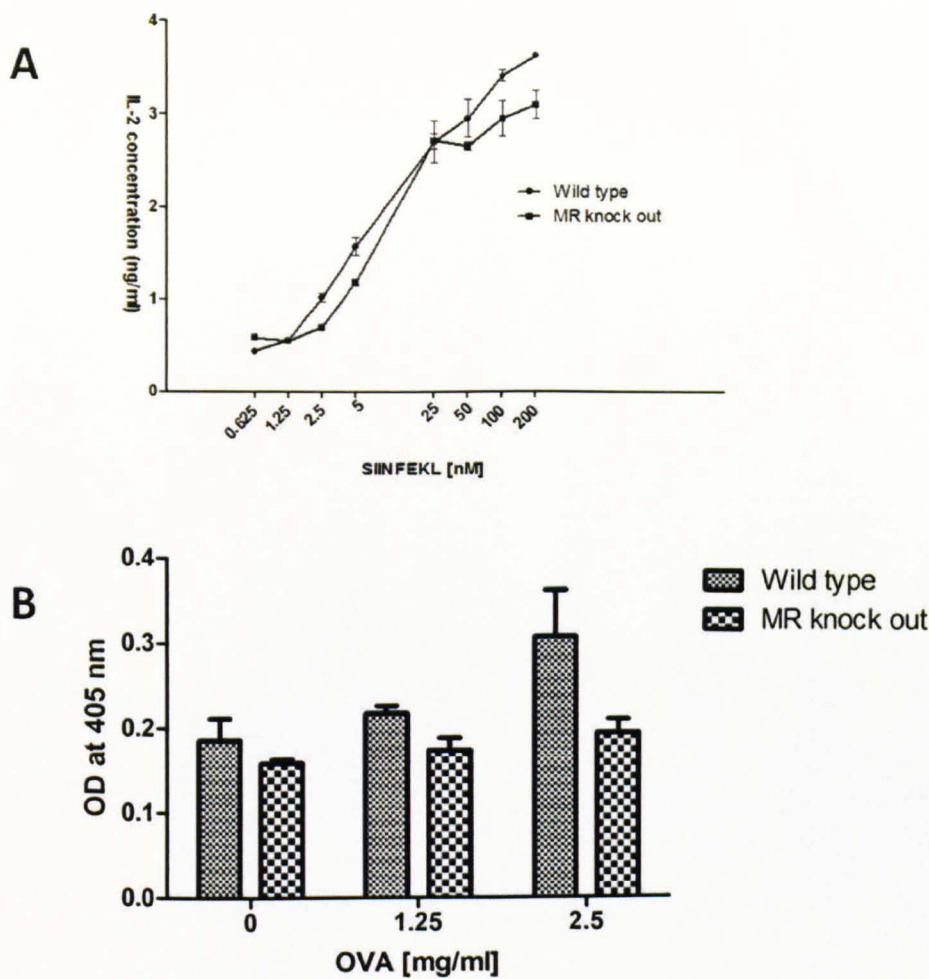 A
IL-2 concentration (ng/ml)
4
3
2
1
0
Wild type
MR knock out
0.625
1.25
2.5
5
25
50
100
200
SIINFEKL [nM]
B
OD at 405 nm
0.4
0.3
0.2
0.1
0.0
Wild type
MR knock out
0
1.25
2.5
OVA [mg/ml]